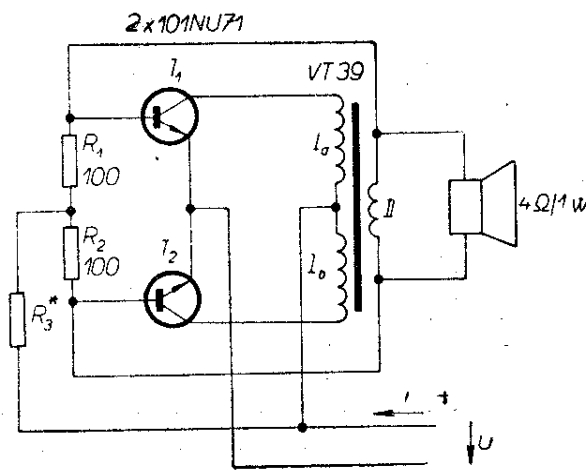 2x101NU71
T1
VT39
R1
100
Ia
II
4Ω/1W
R2
100
T2
Ib
R3*
I +
U